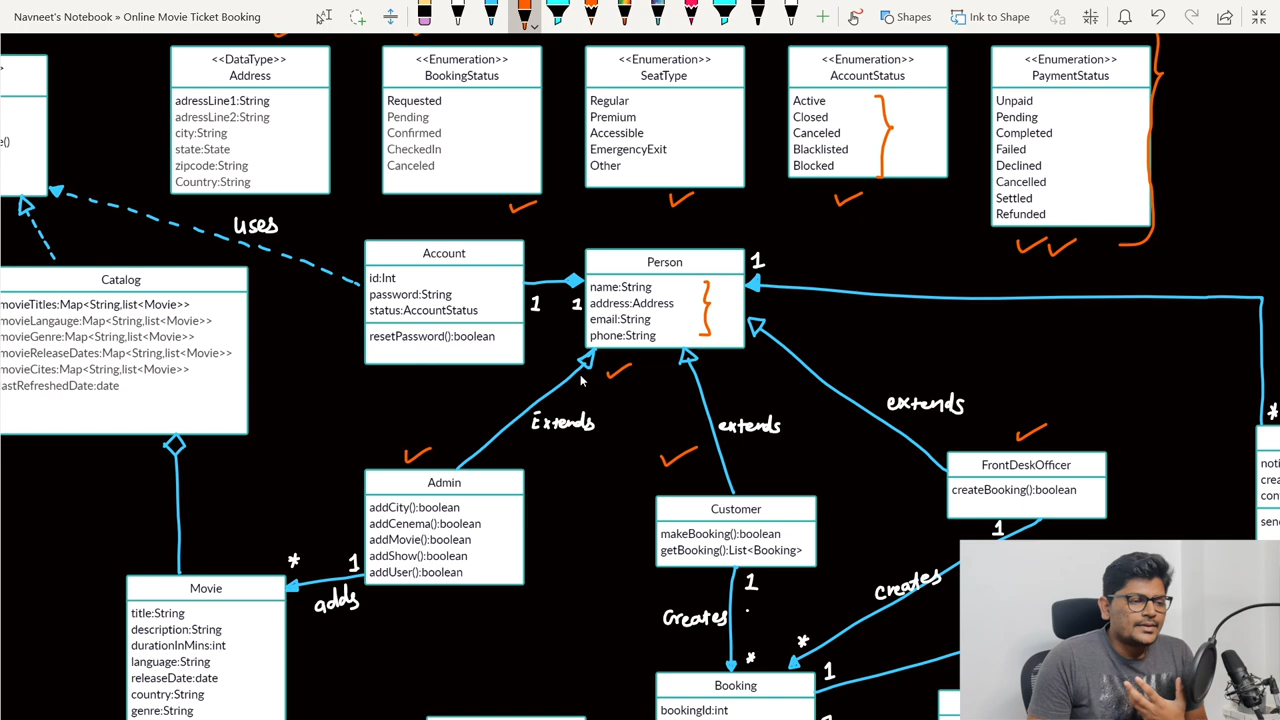 Navneet's Notebook » Online Movie Ticket Booking
Shapes
Ink to Shape
<<DataType>>
Address
adressLine1:String
adressLine2:String
city:String
state:State
zipcode:String
Country:String
<<Enumeration>>
BookingStatus
Requested
Pending
Confirmed
CheckedIn
Canceled
<<Enumeration>>
SeatType
Regular
Premium
Accessible
EmergencyExit
Other
<<Enumeration>>
AccountStatus
Active
Closed
Canceled
Blacklisted
Blocked
<<Enumeration>>
PaymentStatus
Unpaid
Pending
Completed
Failed
Declined
Cancelled
Settled
Refunded
uses
Account
id:Int
password:String
status:AccountStatus
resetPassword():boolean
1
1
Person
name:String
address:Address
email:String
phone:String
1
*
Catalog
movieTitles:Map<String,list<Movie>>
movieLangauge:Map<String,list<Movie>>
movieGenre:Map<String,list<Movie>>
movieReleaseDates:Map<String,list<Movie>>
movieCites:Map<String,list<Movie>>
lastRefreshedDate:date
Extends
extends
extends
Admin
addCity():boolean
addCenema():boolean
addMovie():boolean
addShow():boolean
addUser():boolean
Customer
makeBooking():boolean
getBooking():List<Booking>
FrontDeskOfficer
createBooking():boolean
*
1
adds
Movie
title:String
description:String
durationInMins:int
language:String
releaseDate:date
country:String
genre:String
1
Creates
*
1
creates
*
1
Booking
bookingId:int